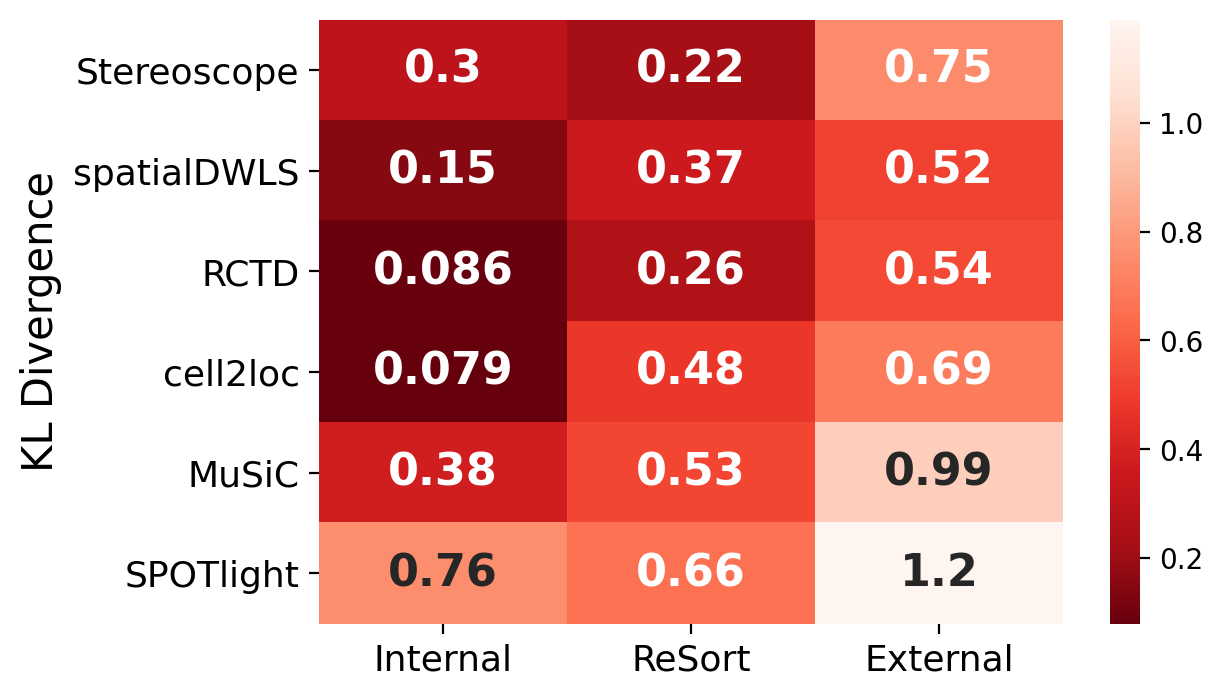 KL Divergence
Stereoscope 0.3 0.22 0.75
spatialDWLS 0.15 0.37 0.52
RCTD 0.086 0.26 0.54
cell2loc 0.079 0.48 0.69
MuSiC 0.38 0.53 0.99
SPOTlight 0.76 0.66 1.2
Internal ReSort External
1.0
0.8
0.6
0.4
0.2